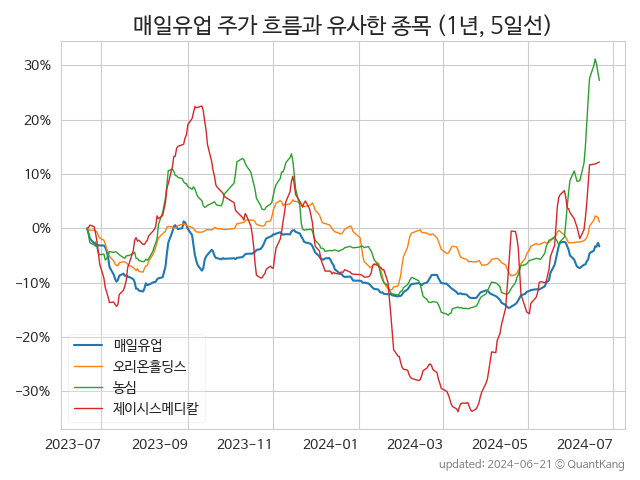 매일유업 주가 흐름과 유사한 종목 (1년, 5일선)
30%
20%
10%
0%
−10%
−20%
−30%
매일유업
오리온홀딩스
농심
제이시스메디칼
2023-07 2023-09 2023-11 2024-01 2024-03 2024-05 2024-07
updated: 2024-06-21 © QuantKang